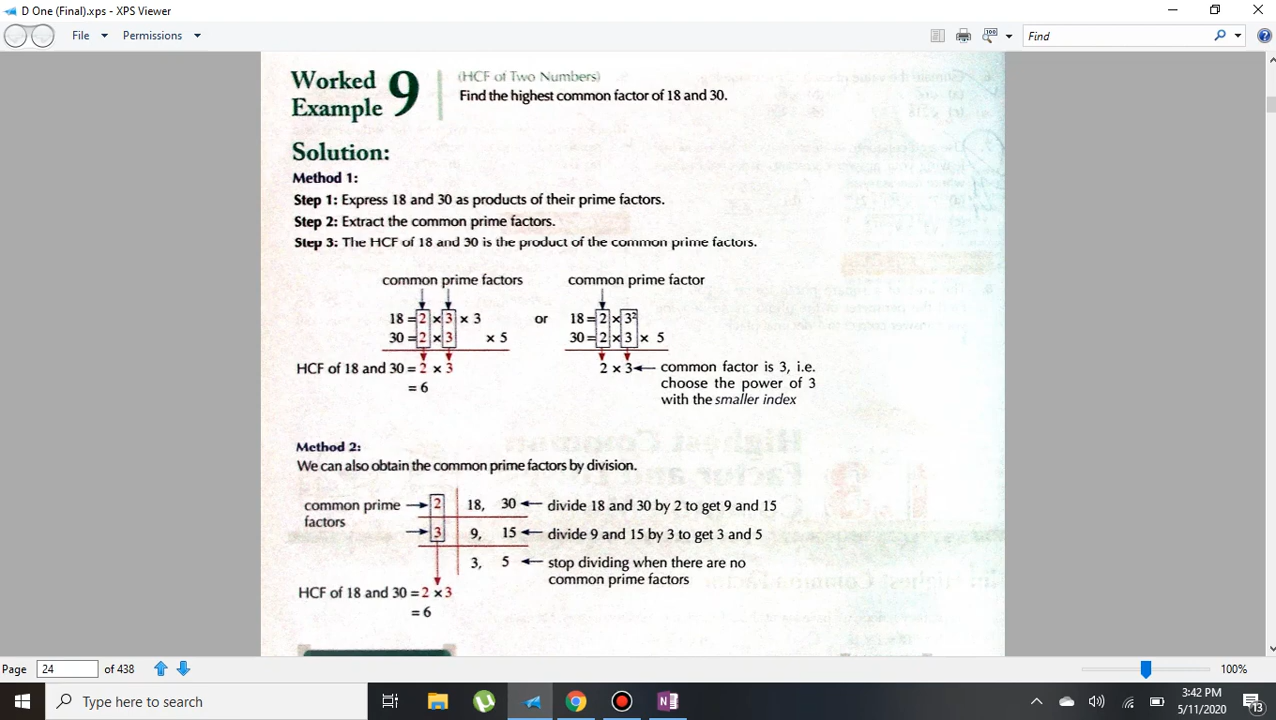 D One (Final).xps - XPS Viewer
File Permissions
Find
Worked Example 9
(HCF of Two Numbers)
Find the highest common factor of 18 and 30.
Solution:
Method 1:
Step 1: Express 18 and 30 as products of their prime factors.
Step 2: Extract the common prime factors.
Step 3: The HCF of 18 and 30 is the product of the common prime factors.
common prime factors
18 = 2 × 3 × 3
30 = 2 × 3 × 5
HCF of 18 and 30 = 2 × 3
= 6
or
common prime factor
18 = 2 × 3²
30 = 2 × 3 × 5
2 × 3
common factor is 3, i.e.
choose the power of 3
with the smaller index
Method 2:
We can also obtain the common prime factors by division.
common prime
factors
2 18, 30 divide 18 and 30 by 2 to get 9 and 15
3 9, 15 divide 9 and 15 by 3 to get 3 and 5
3, 5 stop dividing when there are no
common prime factors
HCF of 18 and 30 = 2 × 3
= 6
Page 24 of 438 100%
Type here to search
3:42 PM
5/11/2020
13